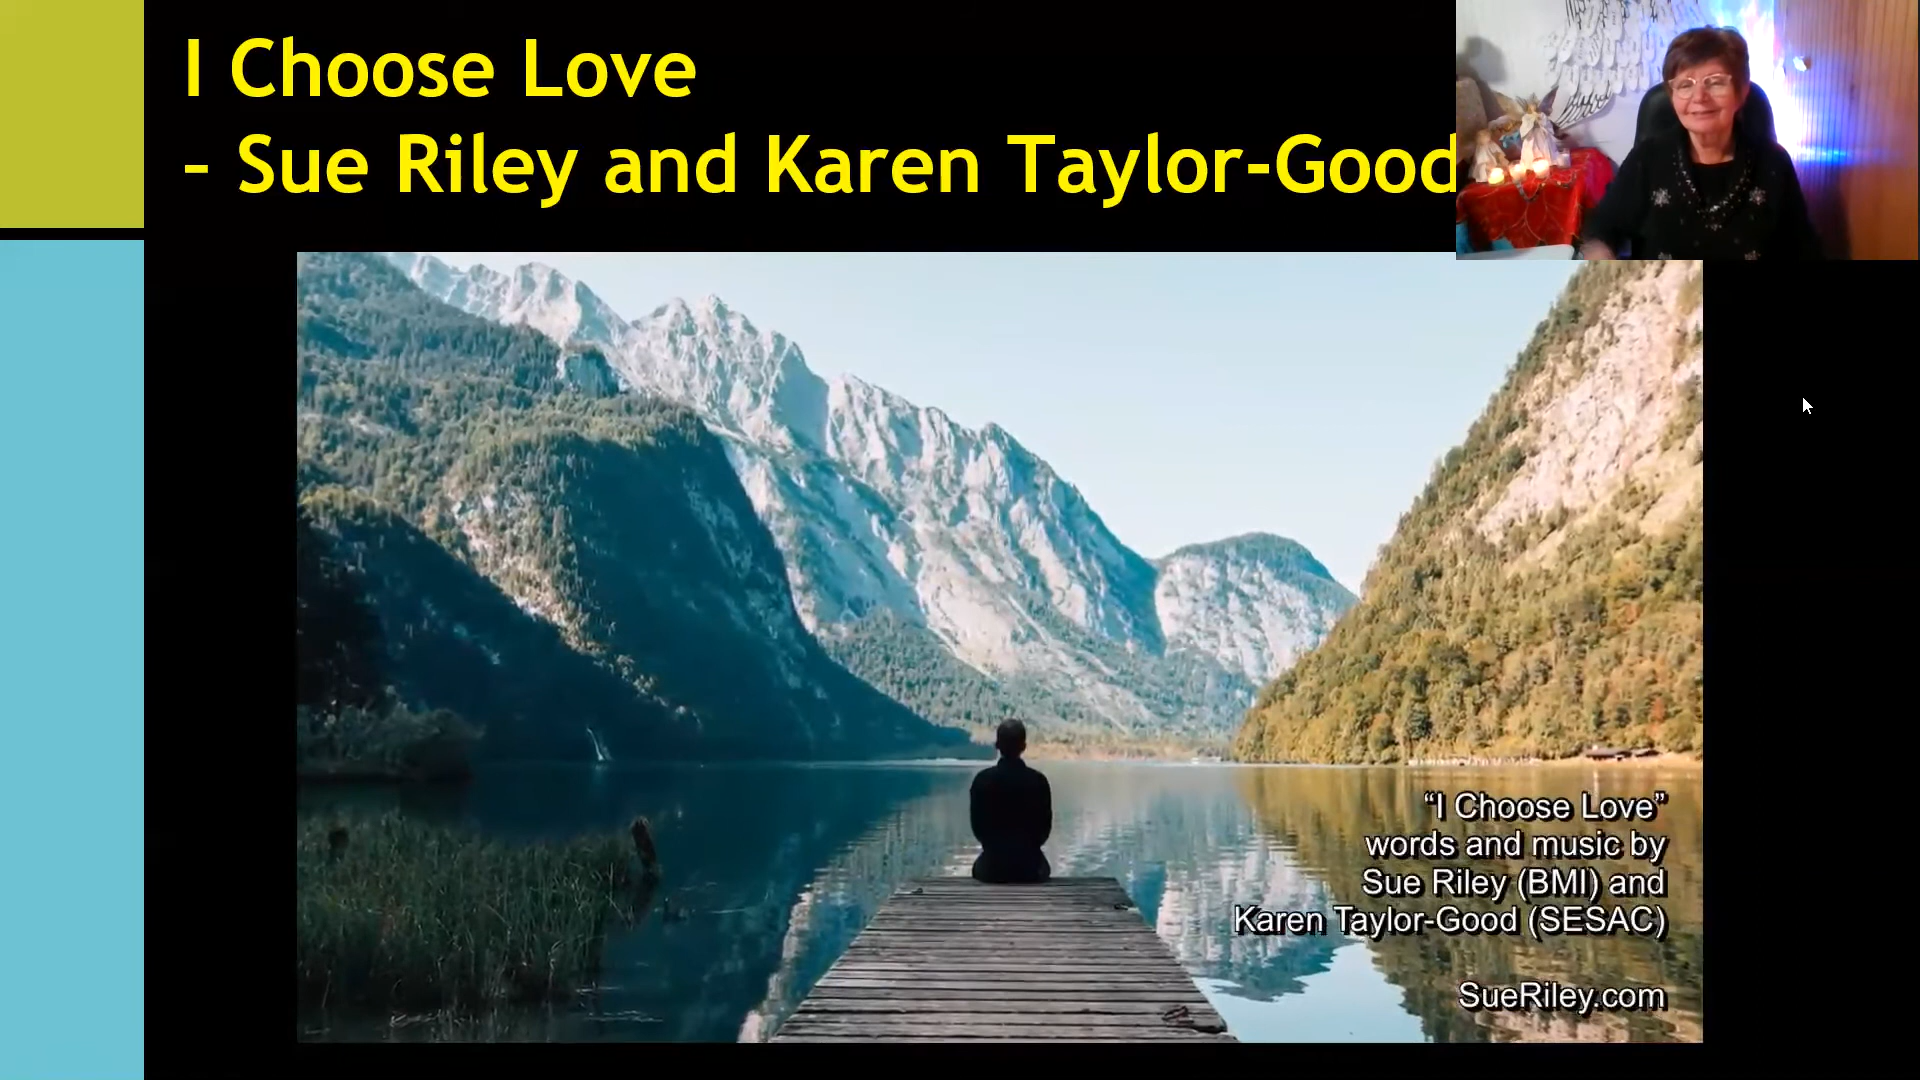 I Choose Love
– Sue Riley and Karen Taylor-Good
“I Choose Love”
words and music by
Sue Riley (BMI) and
Karen Taylor-Good (SESAC)
SueRiley.com